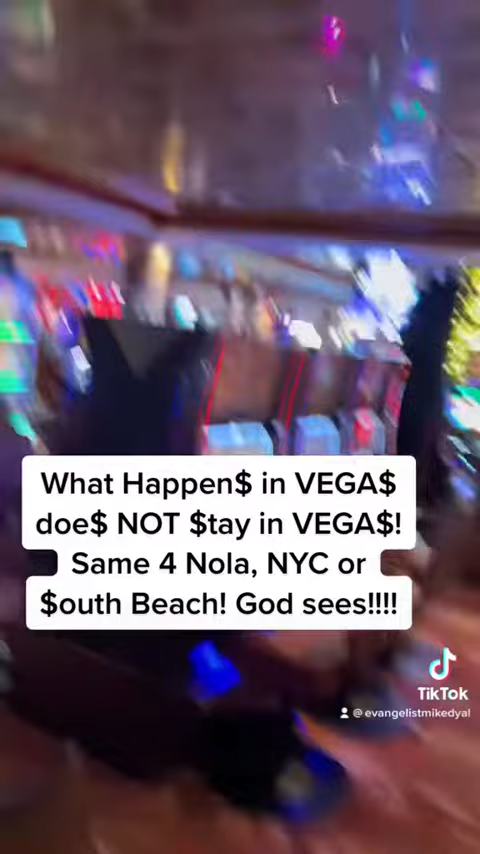 What Happen$ in VEGA$
doe$ NOT $tay in VEGA$!
Same 4 Nola, NYC or
$outh Beach! God sees!!!!
TikTok
@evangelistmikedyal